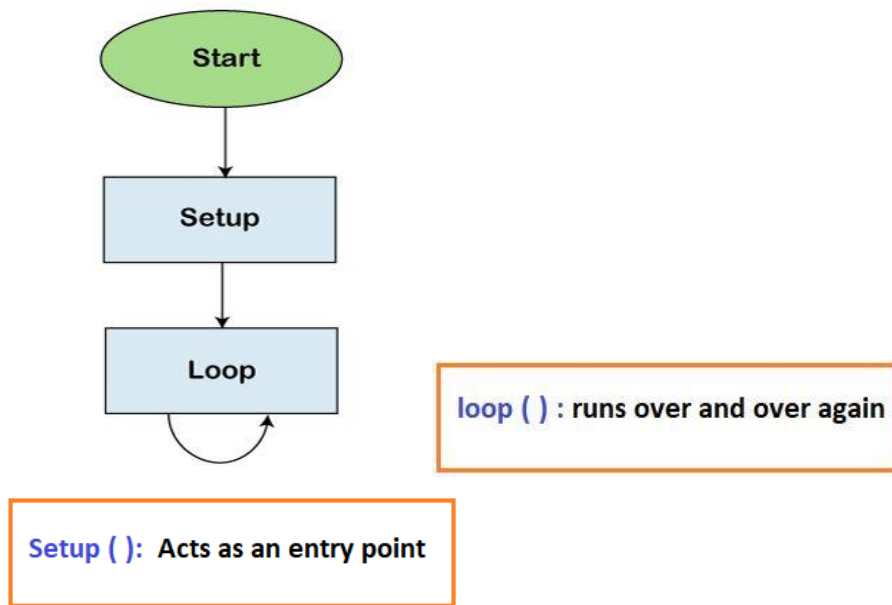 Start
Setup
Loop
loop ( ) : runs over and over again
Setup ( ): Acts as an entry point